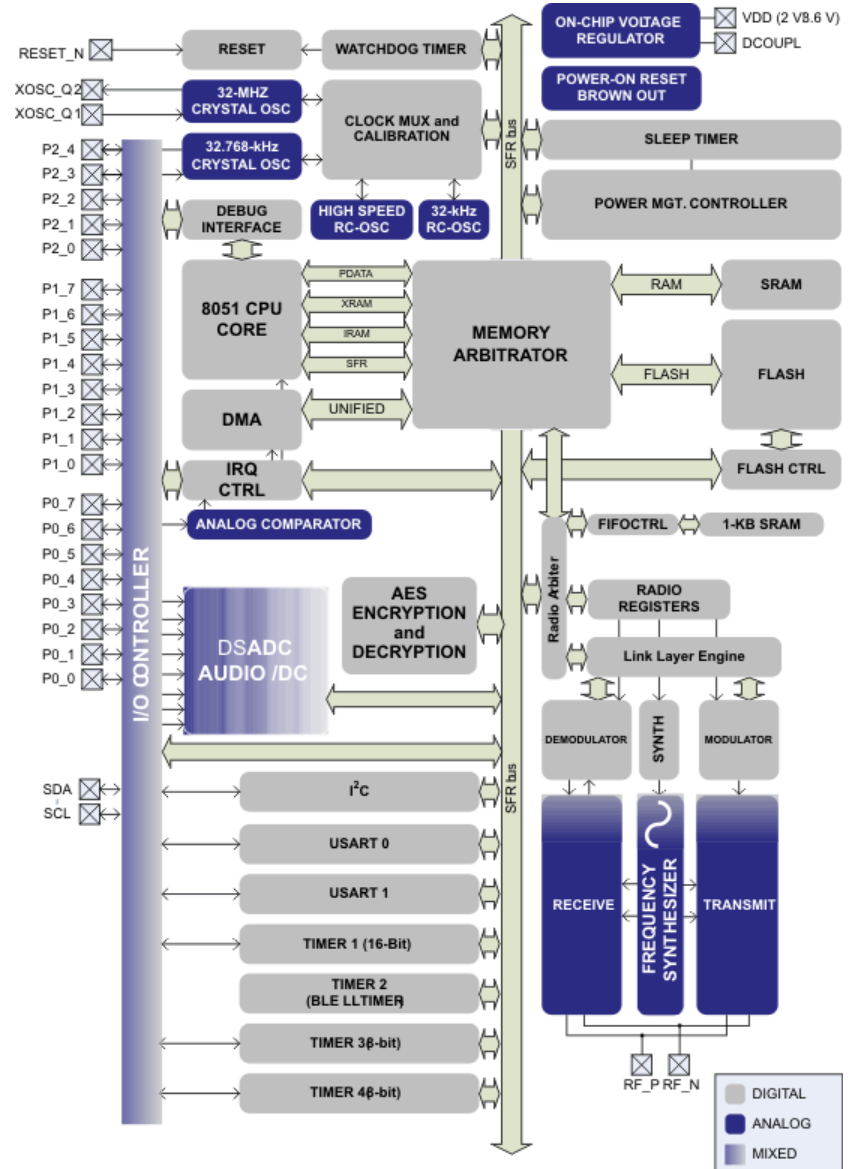 RESET_N
RESET
WATCHDOG TIMER
ON-CHIP VOLTAGE
REGULATOR
VDD (2 V3.6 V)
DCOUPL
XOSC_Q2
XOSC_Q1
32-MHZ
CRYSTAL OSC
CLOCK MUX and
CALIBRATION
POWER-ON RESET
BROWN OUT
SFR bus
SLEEP TIMER
P2_4
P2_3
P2_2
P2_1
P2_0
32.768-kHz
CRYSTAL OSC
POWER MGT. CONTROLLER
DEBUG
INTERFACE
HIGH SPEED
RC-OSC
32-kHz
RC-OSC
P1_7
P1_6
P1_5
P1_4
P1_3
P1_2
P1_1
P1_0
8051 CPU
CORE
PDATA
XRAM
IRAM
SFR
MEMORY
ARBITRATOR
RAM
SRAM
FLASH
FLASH
DMA
UNIFIED
IRQ
CTRL
FLASH CTRL
P0_7
P0_6
P0_5
P0_4
P0_3
P0_2
P0_1
P0_0
ANALOG COMPARATOR
FIFOCTRL
1-KB SRAM
I/O CONTROLLER
Radio Arbiter
DSADC
AUDIO /DC
AES
ENCRYPTION
and
DECRYPTION
RADIO
REGISTERS
Link Layer Engine
DEMODULATOR
SYNTH
MODULATOR
SDA
SCL
I²C
SFR bus
USART 0
USART 1
TIMER 1 (16-Bit)
TIMER 2
(BLE LLTIMER)
TIMER 3(8-bit)
TIMER 4(8-bit)
RECEIVE
FREQUENCY
SYNTHESIZER
TRANSMIT
RF_P
RF_N
DIGITAL
ANALOG
MIXED